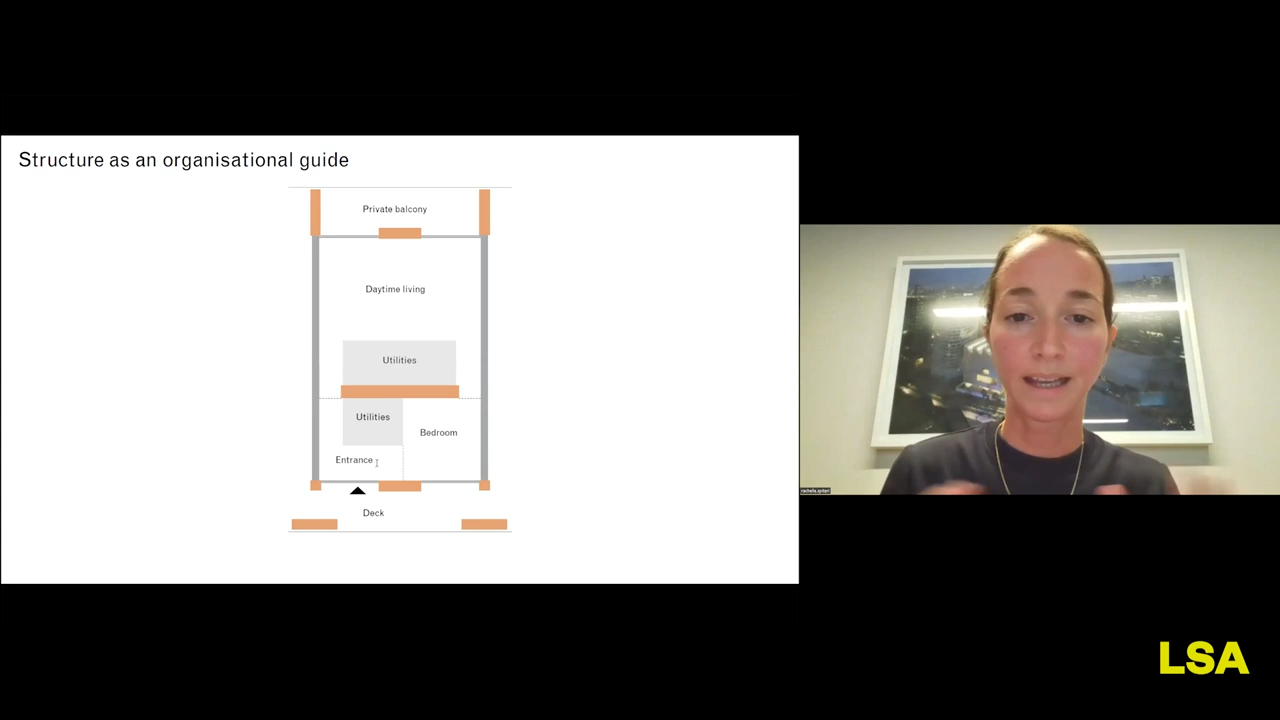 Structure as an organisational guide
Private balcony
Daytime living
Utilities
Utilities
Bedroom
Entrance
Deck
LSA